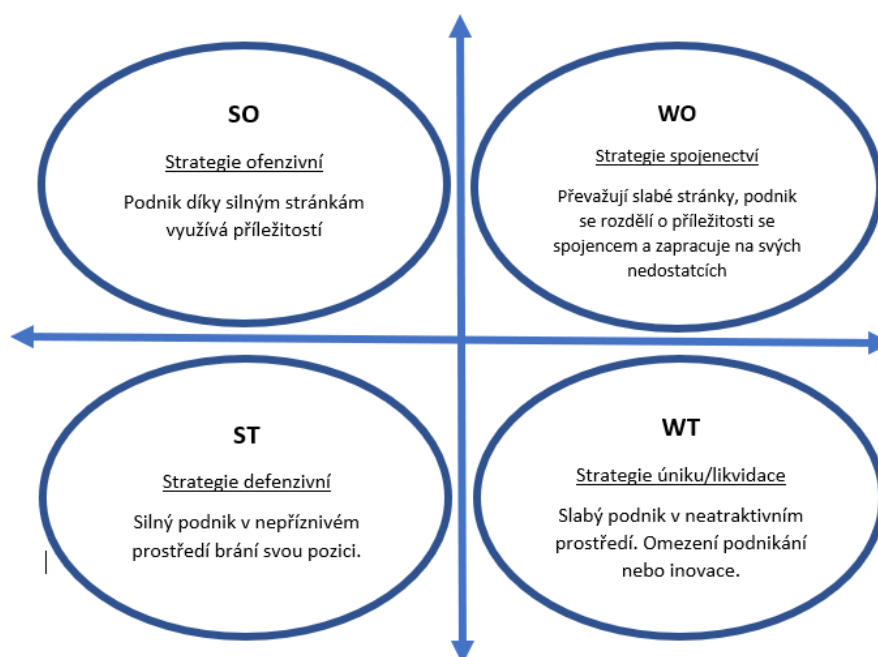 SO
Strategie ofenzivní
Podnik díky silným stránkám
využívá příležitostí
WO
Strategie spojenectví
Převažují slabé stránky, podnik
se rozdělí o příležitosti se
spojencem a zapracuje na svých
nedostatcích
ST
Strategie defenzivní
Silný podnik v nepříznivém
prostředí brání svou pozici.
WT
Strategie úniku/likvidace
Slabý podnik v neatraktivním
prostředí. Omezení podnikání
nebo inovace.